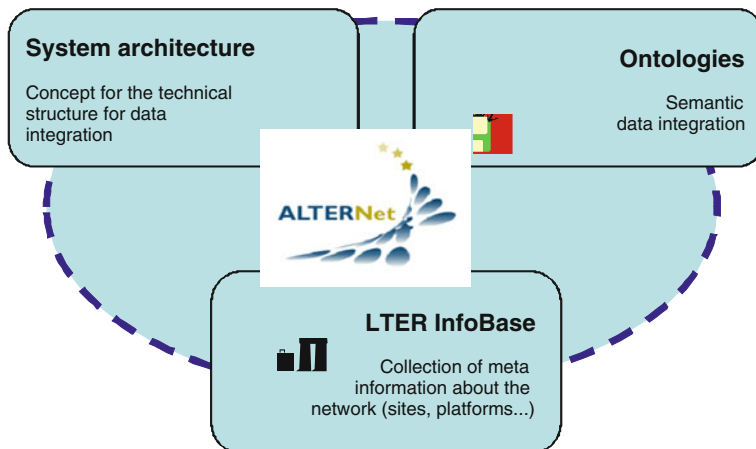 System architecture
Concept for the technical
structure for data
integration
Ontologies
Semantic
data integration
ALTERNet
LTER InfoBase
Collection of meta
information about the
network (sites, platforms...)